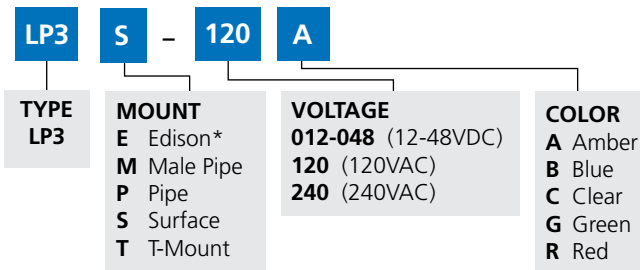 LP3 S – 120 A
TYPE
LP3
MOUNT
E Edison*
M Male Pipe
P Pipe
S Surface
T T-Mount
VOLTAGE
012-048 (12-48VDC)
120 (120VAC)
240 (240VAC)
COLOR
A Amber
B Blue
C Clear
G Green
R Red